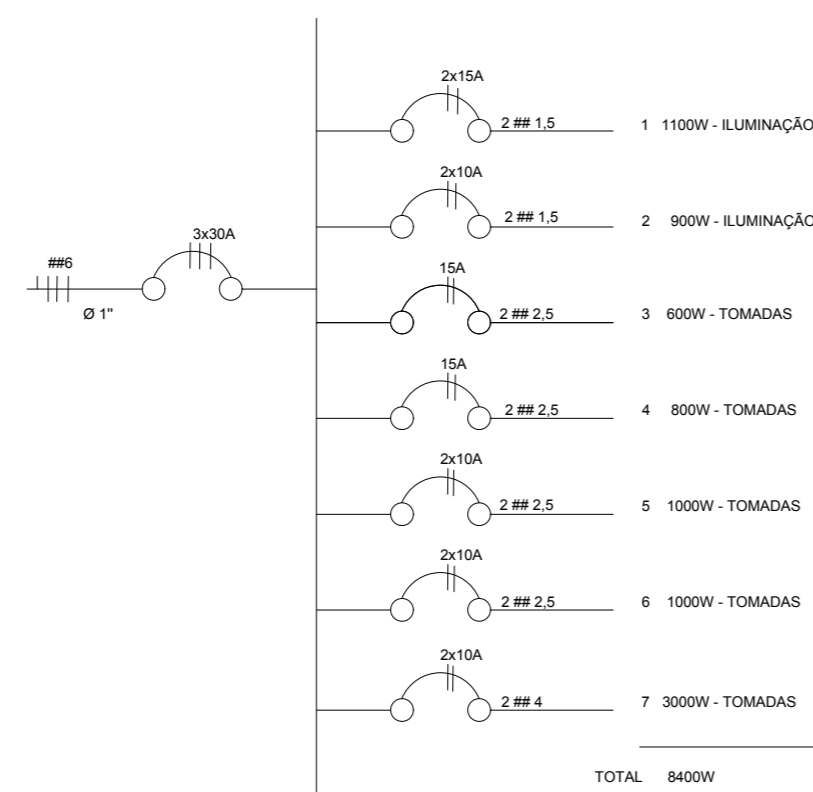 ##6
Ø 1"
3x30A
2x15A
2 ## 1,5
1 1100W - ILUMINAÇÃO
2x10A
2 ## 1,5
2 900W - ILUMINAÇÃO
15A
2 ## 2,5
3 600W - TOMADAS
15A
2 ## 2,5
4 800W - TOMADAS
2x10A
2 ## 2,5
5 1000W - TOMADAS
2x10A
2 ## 2,5
6 1000W - TOMADAS
2x10A
2 ## 4
7 3000W - TOMADAS
TOTAL 8400W